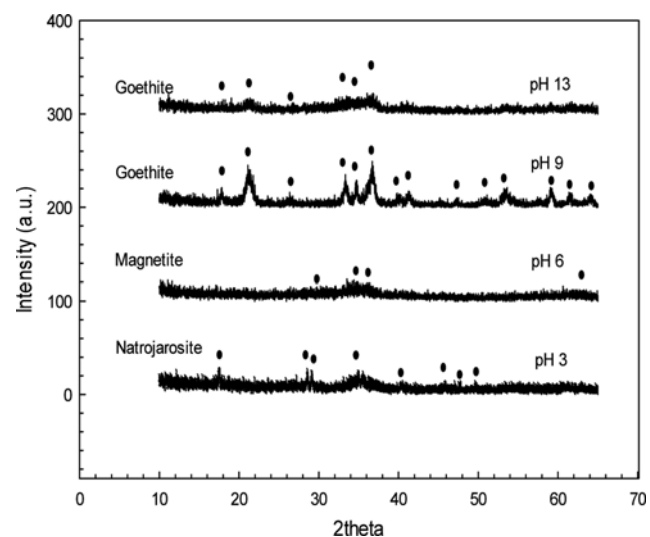 400
Goethite
pH 13
300
Goethite
pH 9
200
Magnetite
pH 6
100
Natrojarosite
pH 3
0
Intensity (a.u.)
0 10 20 30 40 50 60 70
2theta